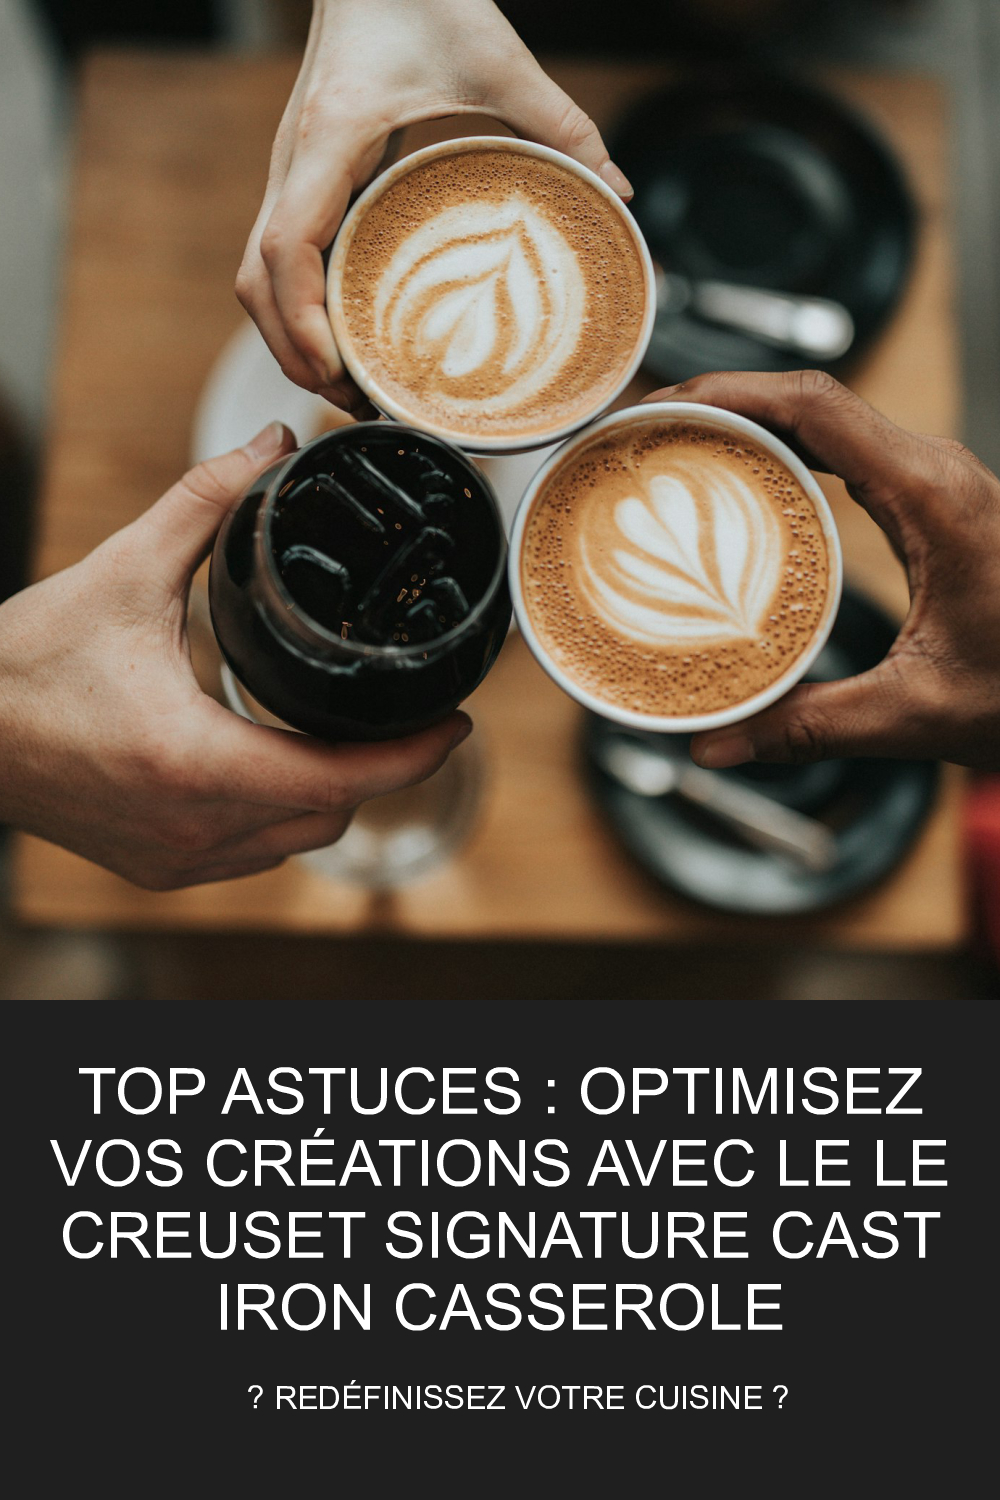 TOP ASTUCES : OPTIMISEZ
VOS CRÉATIONS AVEC LE LE
CREUSET SIGNATURE CAST
IRON CASSEROLE
? REDÉFINISSEZ VOTRE CUISINE ?